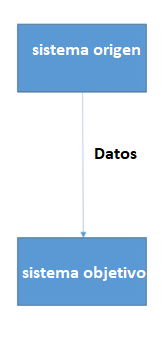 sistema origen
Datos
sistema objetivo